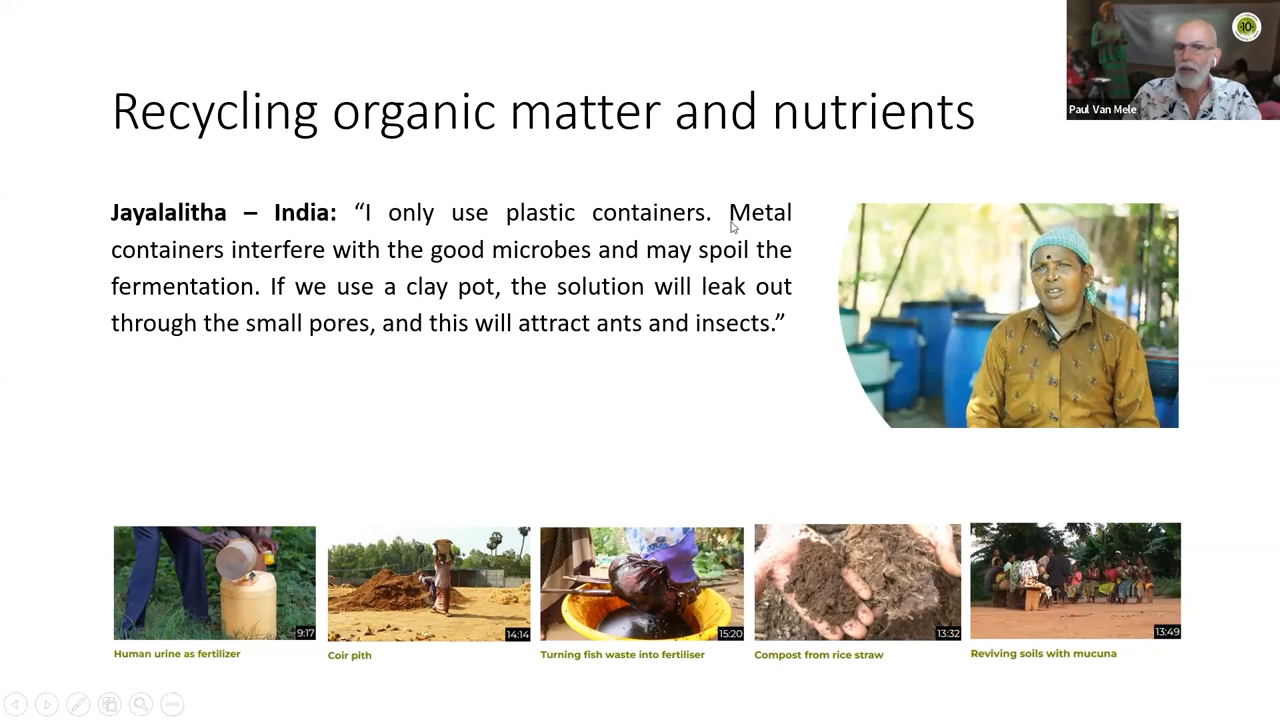 Recycling organic matter and nutrients
10
Paul Van Mele
Jayalalitha – India: “I only use plastic containers. Metal
containers interfere with the good microbes and may spoil the
fermentation. If we use a clay pot, the solution will leak out
through the small pores, and this will attract ants and insects.”
9:17
14:14
15:20
13:32
13:49
Human urine as fertilizer
Coir pith
Turning fish waste into fertiliser
Compost from rice straw
Reviving soils with mucuna